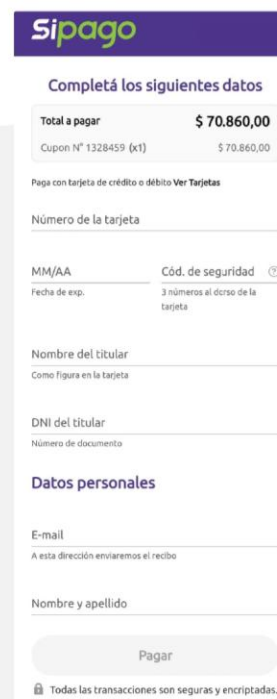 Sipago
Completá los siguientes datos
Total a pagar $ 70.860,00
Cupon N° 1328459 (x1) $ 70.860,00
Paga con tarjeta de crédito o débito Ver Tarjetas
Número de la tarjeta
MM/AA Cód. de seguridad ?
Fecha de exp. 3 números al dorso de la
tarjeta
Nombre del titular
Como figura en la tarjeta
DNI del titular
Número de documento
Datos personales
E-mail
A esta dirección enviaremos el recibo
Nombre y apellido
Pagar
Todas las transacciones son seguras y encriptadas.